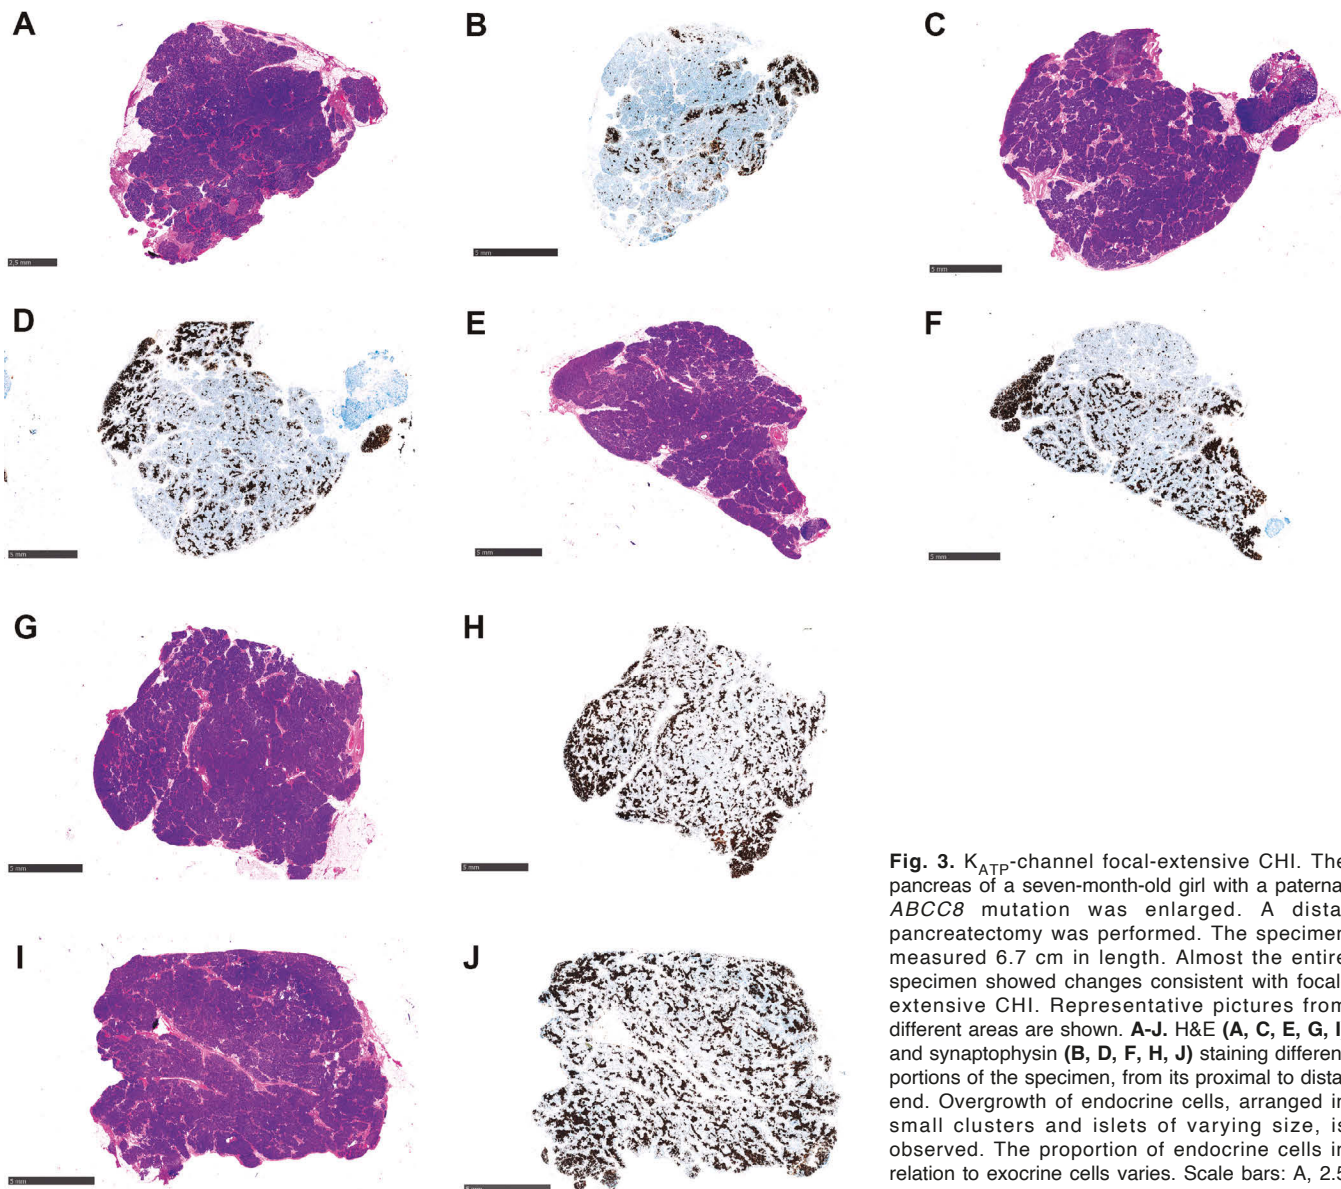 A
B
C
2,5 mm
5 mm
5 mm
D
E
F
5 mm
5 mm
5 mm
G
H
5 mm
5 mm
Fig. 3. KATP-channel focal-extensive CHI. The
pancreas of a seven-month-old girl with a paterna
ABCC8 mutation was enlarged. A dista
pancreatectomy was performed. The specimen
measured 6.7 cm in length. Almost the entire
specimen showed changes consistent with focal
extensive CHI. Representative pictures from
different areas are shown. A-J. H&E (A, C, E, G, I
and synaptophysin (B, D, F, H, J) staining differen
portions of the specimen, from its proximal to dista
end. Overgrowth of endocrine cells, arranged in
small clusters and islets of varying size, is
observed. The proportion of endocrine cells in
relation to exocrine cells varies. Scale bars: A, 2.5
I
J
5 mm